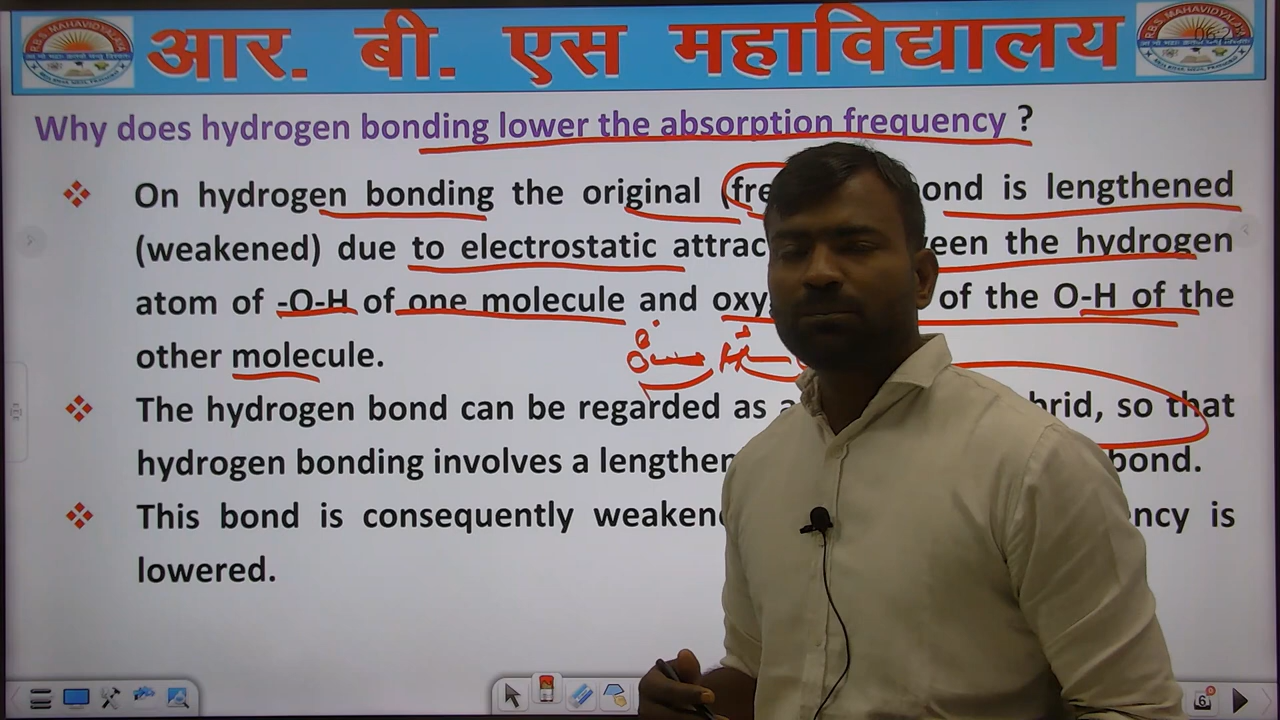 आर. बी. एस महाविद्यालय
Why does hydrogen bonding lower the absorption frequency ?
On hydrogen bonding the original (fre bond is lengthened
(weakened) due to electrostatic attrac een the hydrogen
atom of -O-H of one molecule and oxy of the O-H of the
other molecule.
The hydrogen bond can be regarded as a brid, so that
hydrogen bonding involves a lengthen bond.
This bond is consequently weaken ncy is
lowered.